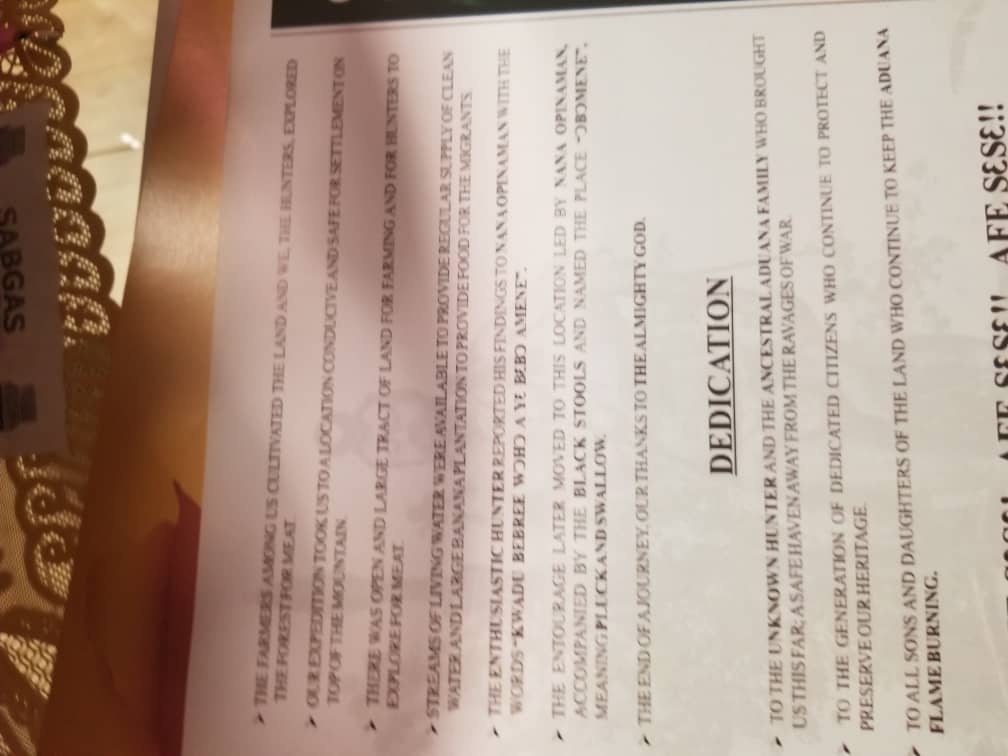 ➤ THE FARMERS AMONG US CULTIVATED THE LAND AND WE, THE HUNTERS, EXPLORED
THE FOREST FOR MEAT.
➤ OUR EXPEDITION TOOK US TO A LOCATION CONDUCIVE AND SAFE FOR SETTLEMENT ON
TOP OF THE MOUNTAIN.
➤ THERE WAS OPEN AND LARGE TRACT OF LAND FOR FARMING AND FOR HUNTERS TO
EXPLORE FOR MEAT.
➤ STREAMS OF LIVING WATER WERE AVAILABLE TO PROVIDE REGULAR SUPPLY OF CLEAN
WATER AND LARGE BANANA PLANTATION TO PROVIDE FOOD FOR THE MIGRANTS.
➤ THE ENTHUSIASTIC HUNTER REPORTED HIS FINDINGS TO NANA OPINAMAN WITH THE
WORDS "KWADU BEBREE WƆHƆ A YƐ BƐBƆ AMENE".
➤ THE ENTOURAGE LATER MOVED TO THIS LOCATION LED BY NANA OPINAMAN,
ACCOMPANIED BY THE BLACK STOOLS AND NAMED THE PLACE "ƆBƆMENE",
MEANING PLUCK AND SWALLOW.
➤ THE END OF A JOURNEY, OUR THANKS TO THE ALMIGHTY GOD.
DEDICATION
➤ TO THE UNKNOWN HUNTER AND THE ANCESTRAL ADUANA FAMILY WHO BROUGHT
US THIS FAR; A SAFE HAVEN AWAY FROM THE RAVAGES OF WAR.
➤ TO THE GENERATION OF DEDICATED CITIZENS WHO CONTINUE TO PROTECT AND
PRESERVE OUR HERITAGE.
TO ALL SONS AND DAUGHTERS OF THE LAND WHO CONTINUE TO KEEP THE ADUANA
FLAME BURNING.
AFE SƐSƐ!! AFE SƐSƐ!!
SABGAS